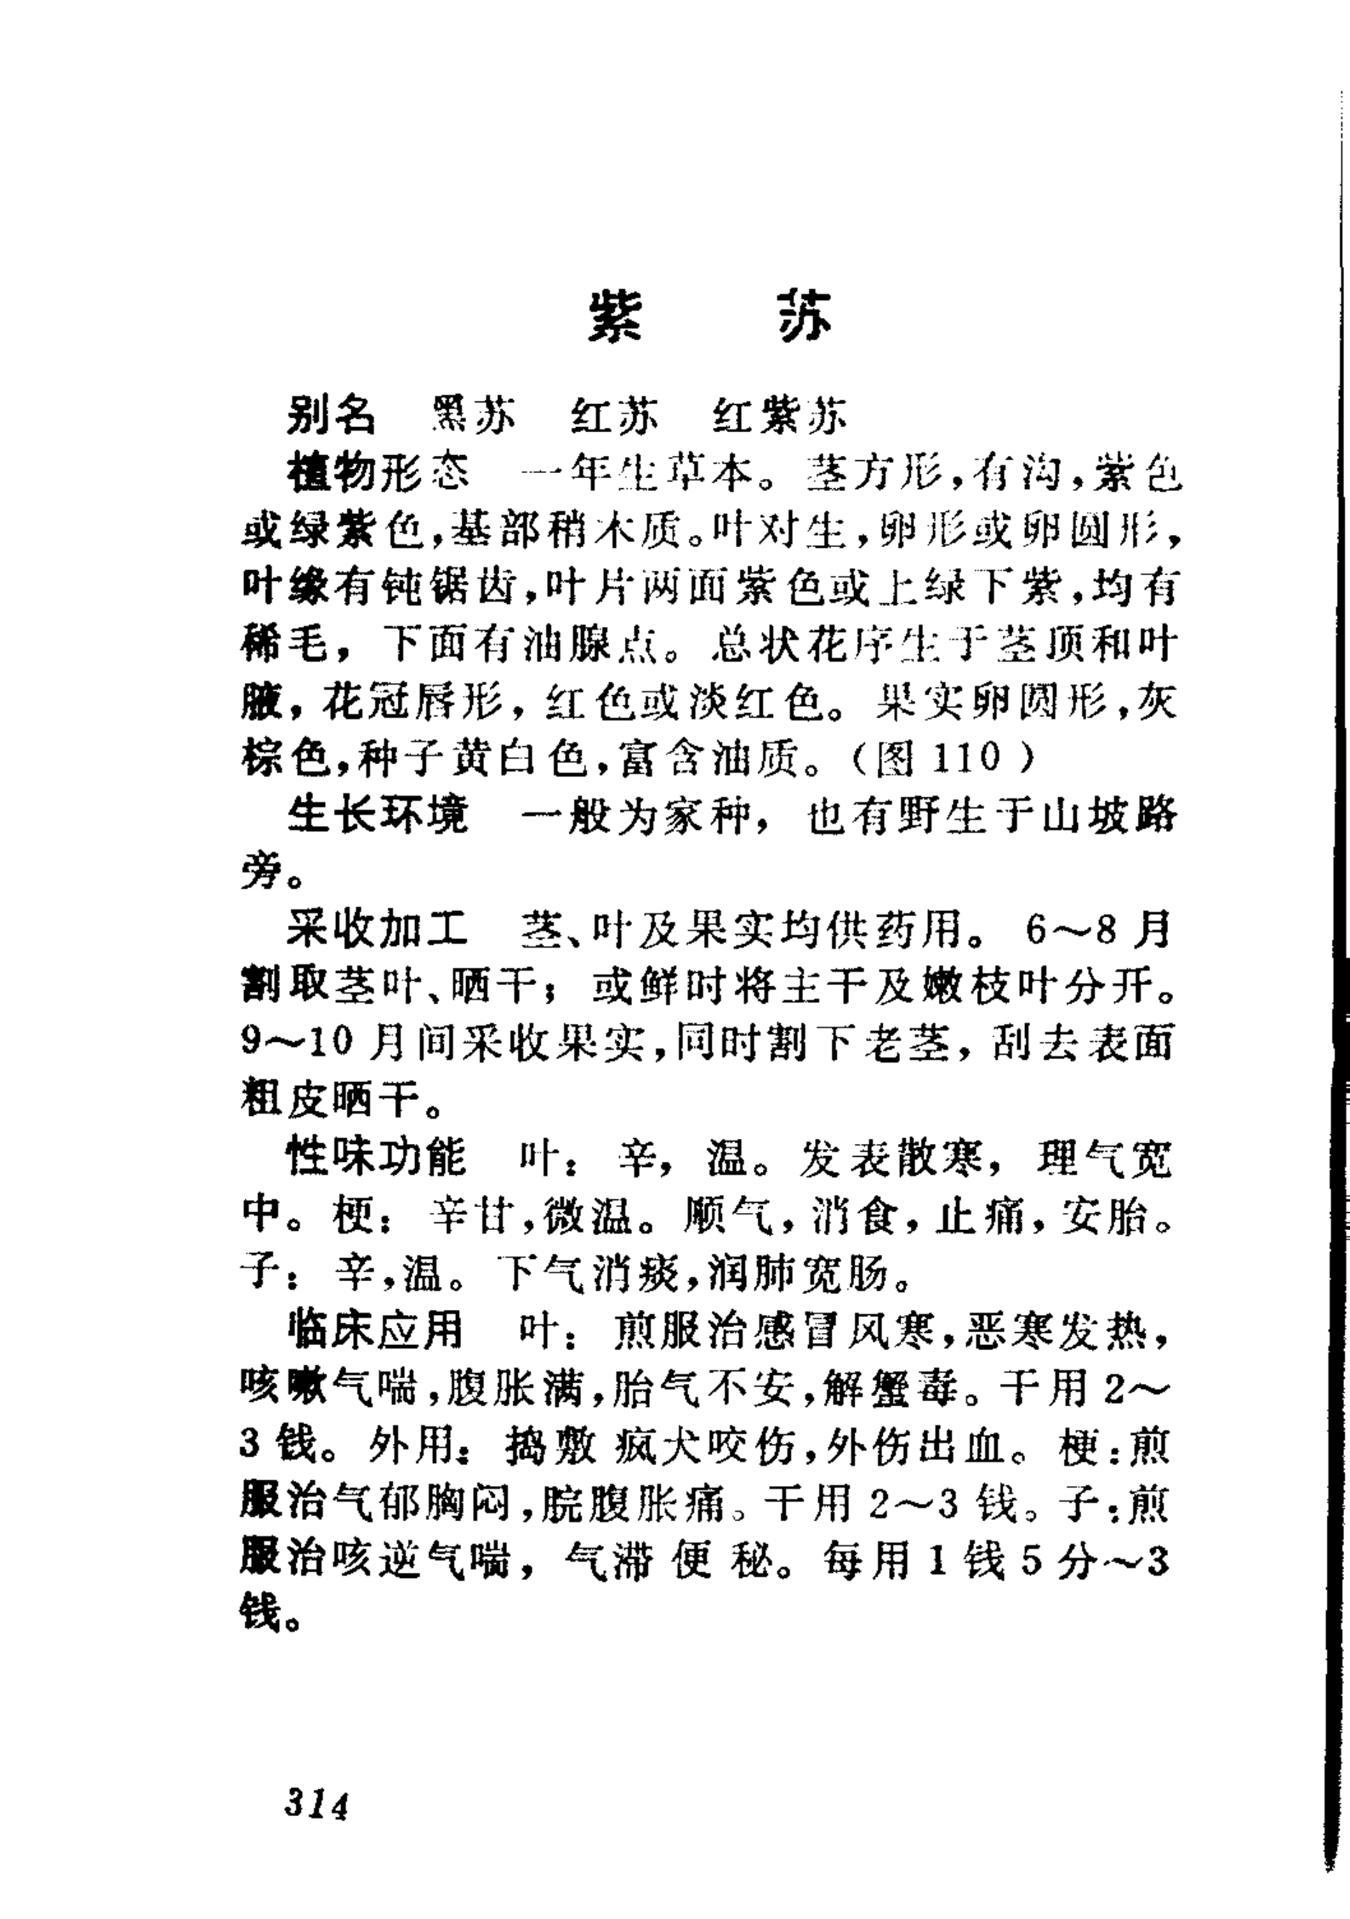 紫 苏
别名 黑苏 红苏 红紫苏
植物形态 一年生草本。茎方形,有沟,紫色
或绿紫色,基部稍木质。叶对生,卵形或卵圆形,
叶缘有钝锯齿,叶片两面紫色或上绿下紫,均有
稀毛，下面有油腺点。总状花序生于茎顶和叶
腋，花冠唇形，红色或淡红色。果实卵圆形,灰
棕色,种子黄白色,富含油质。(图 110 )
生长环境 一般为家种，也有野生于山坡路
旁。
采收加工 茎、叶及果实均供药用。 6～8 月
割取茎叶、晒干；或鲜时将主干及嫩枝叶分开。
9～10 月间采收果实,同时割下老茎，刮去表面
粗皮晒干。
性味功能 叶：辛，温。发表散寒，理气宽
中。梗：辛甘,微温。顺气,消食,止痛,安胎。
子：辛,温。下气消痰,润肺宽肠。
临床应用 叶：煎服治感冒风寒,恶寒发热,
咳嗽气喘,腹胀满,胎气不安,解蟹毒。干用 2～
3 钱。外用：捣敷 疯犬咬伤,外伤出血。梗:煎
服治气郁胸闷,脘腹胀痛。干用 2～3 钱。子:煎
服治咳逆气喘，气滞 便 秘。每用 1 钱 5 分～3
钱。
314